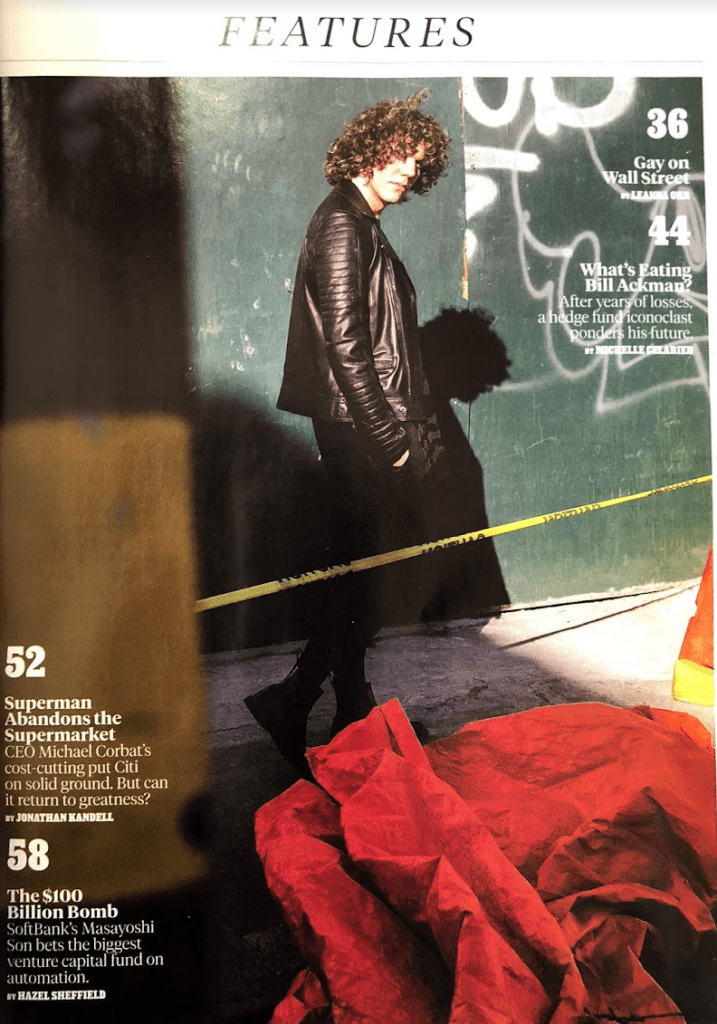 FEATURES
36
Gay on
Wall Street
BY LEANNA ORR
44
What's Eating
Bill Ackman?
After years of losses,
a hedge fund iconoclast
ponders his future.
BY MICHELLE CELARIER
52
Superman
Abandons the
Supermarket
CEO Michael Corbat's
cost-cutting put Citi
on solid ground. But can
it return to greatness?
BY JONATHAN KANDELL
58
The $100
Billion Bomb
SoftBank's Masayoshi
Son bets the biggest
venture capital fund on
automation.
BY HAZEL SHEFFIELD